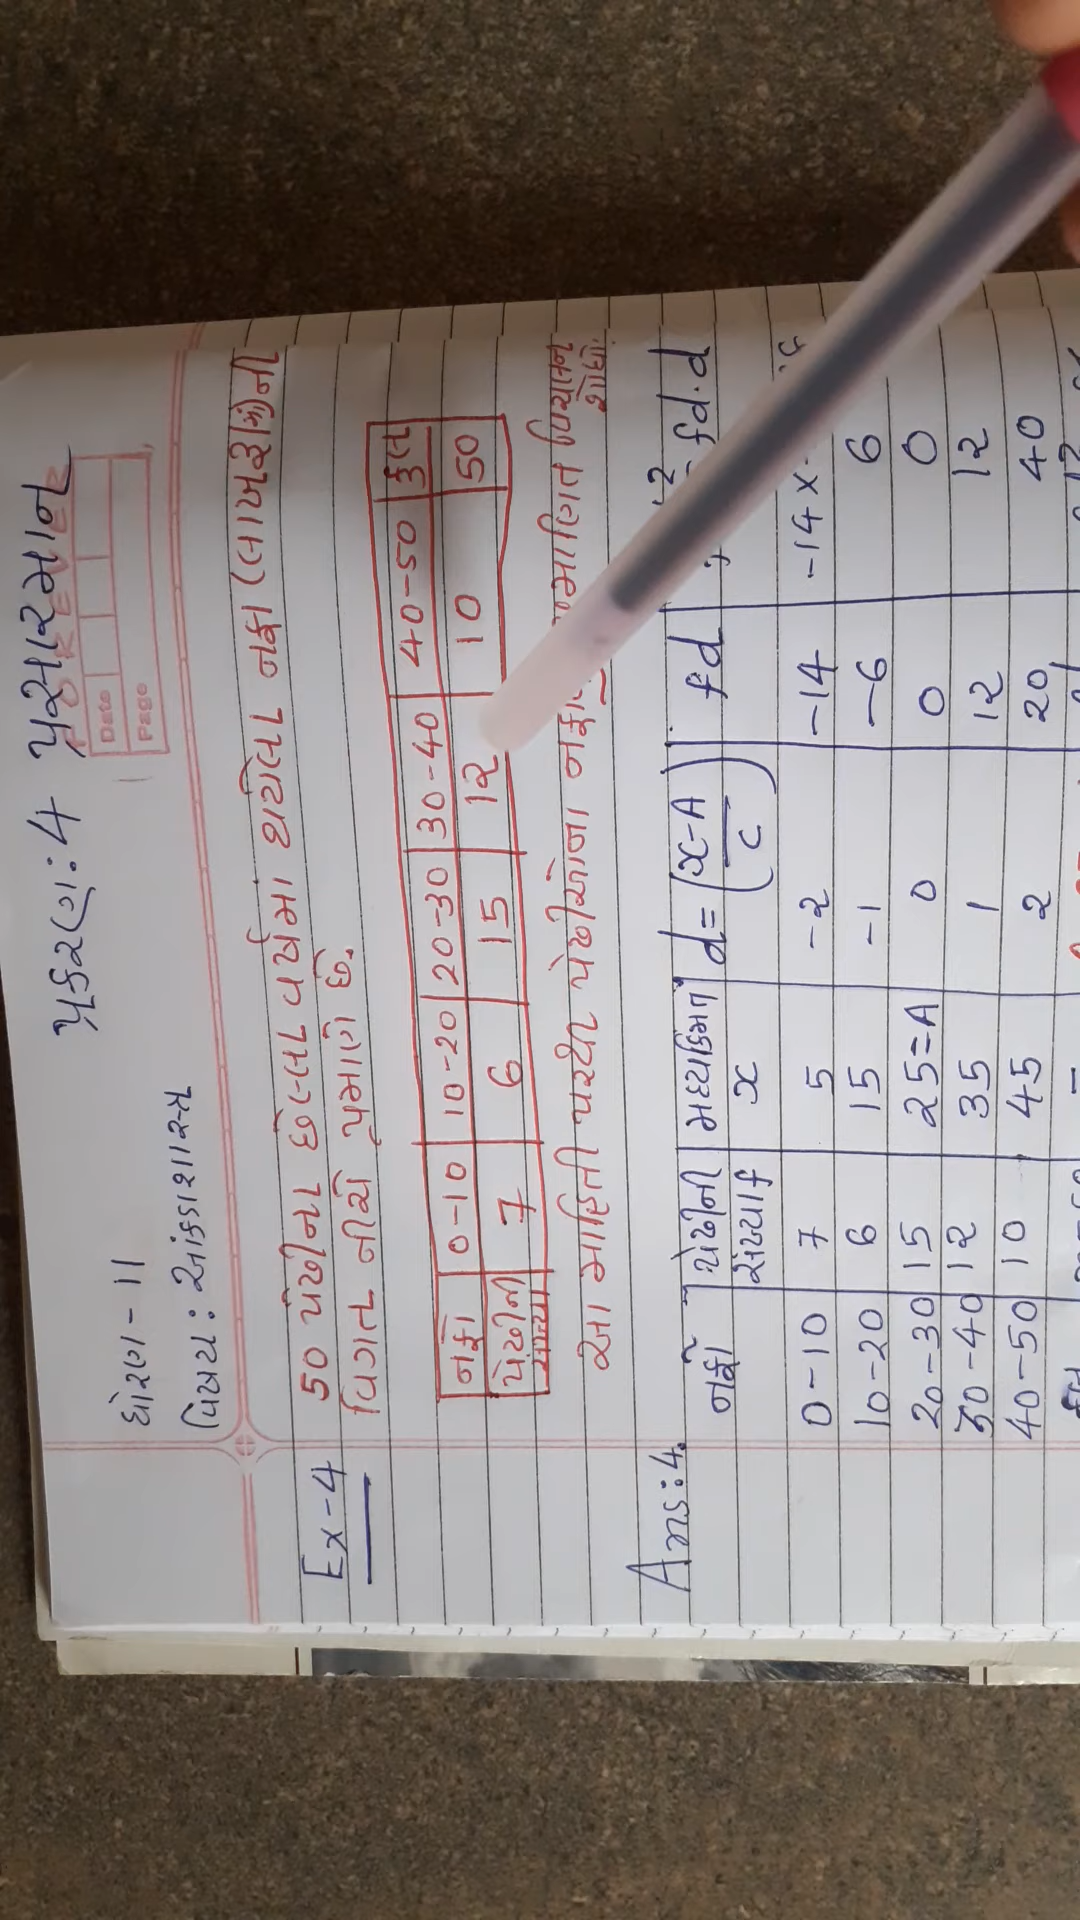 પ્રકરણ : 4 પ્રસારમાન
Date
Page
ધોરણ - 11
વિષય : આંકડાશાસ્ત્ર
Ex-4 50 પેઢીના છેલ્લા વર્ષમા થયેલ નફા (લાખ રૂ।માં)ની
વિગત નીચે પ્રમાણે છે.
નફો 0-10 10-20 20-30 30-40 40-50 કુલ
પેઢીની સંખ્યા 7 6 15 12 10 50
આ માહિતી પરથી પેઢીઓના વિચલન શોધો.
Ans:4.
નફો પેઢીની સંખ્યા f મધ્યકિંમત x d=(x-A/c) fd fd·d
0-10 7 5 -2 -14 -14x
10-20 6 15 -1 -6 6
20-30 15 25=A 0 0 0
30-40 12 35 1 12 12
40-50 10 45 2 20 40